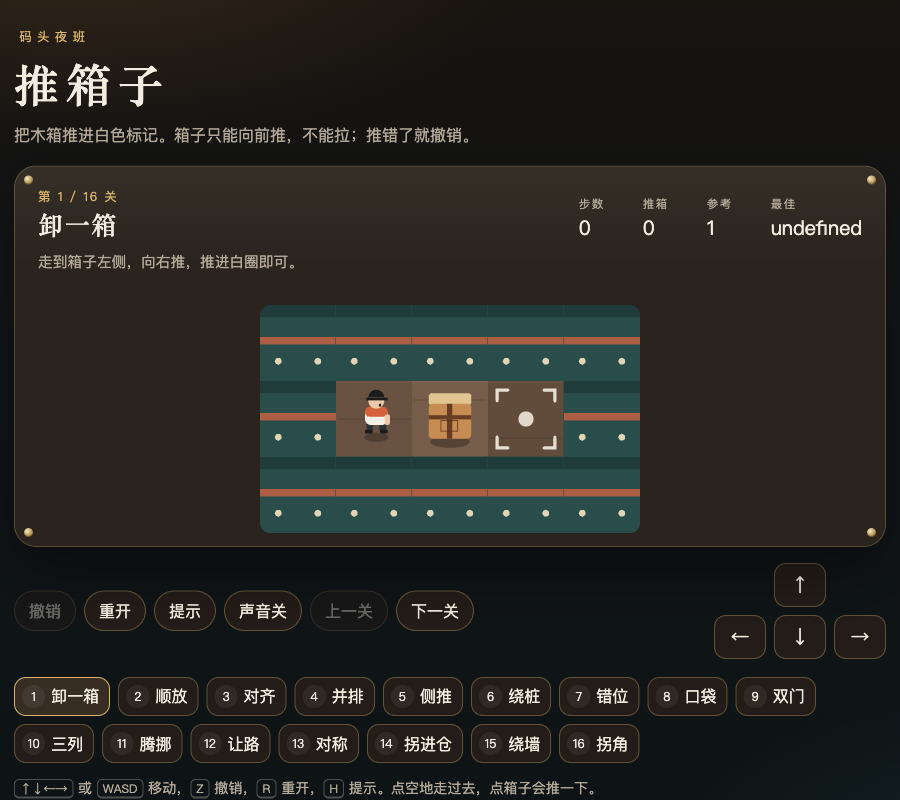 码头夜班
推箱子
把木箱推进白色标记。箱子只能向前推，不能拉；推错了就撤销。
第 1 / 16 关
卸一箱
走到箱子左侧，向右推，推进白圈即可。
步数 推箱 参考 最佳
0 0 1 undefined
↑
撤销 重开 提示 声音关 上一关 下一关
← ↓ →
1 卸一箱 2 顺放 3 对齐 4 并排 5 侧推 6 绕桩 7 错位 8 口袋 9 双门
10 三列 11 腾挪 12 让路 13 对称 14 拐进仓 15 绕墙 16 拐角
↑↓←→ 或 WASD 移动，Z 撤销，R 重开，H 提示。点空地走过去，点箱子会推一下。